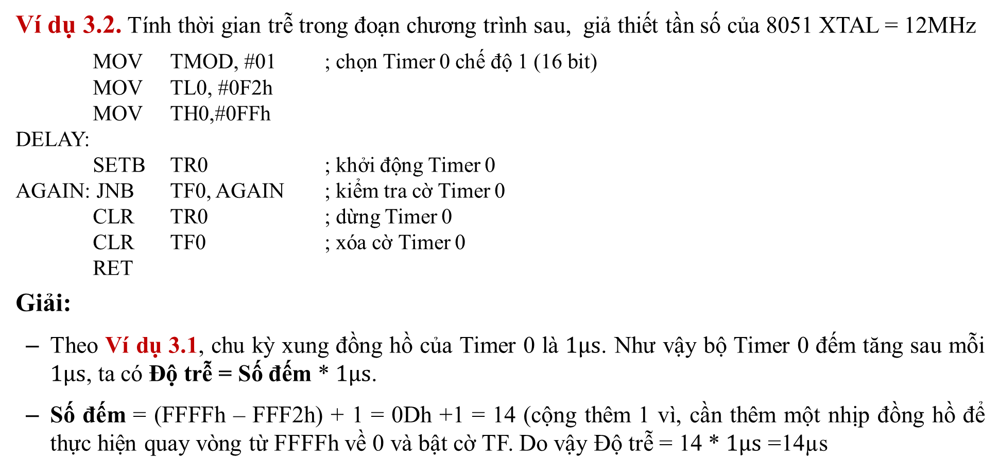 Ví dụ 3.2. Tính thời gian trễ trong đoạn chương trình sau, giả thiết tần số của 8051 XTAL = 12MHz
MOV TMOD, #01 ; chọn Timer 0 chế độ 1 (16 bit)
MOV TL0, #0F2h
MOV TH0,#0FFh
DELAY:
SETB TR0 ; khởi động Timer 0
AGAIN: JNB TF0, AGAIN ; kiểm tra cờ Timer 0
CLR TR0 ; dừng Timer 0
CLR TF0 ; xóa cờ Timer 0
RET
Giải:
– Theo Ví dụ 3.1, chu kỳ xung đồng hồ của Timer 0 là 1μs. Như vậy bộ Timer 0 đếm tăng sau mỗi
1μs, ta có Độ trễ = Số đếm * 1μs.
– Số đếm = (FFFFh – FFF2h) + 1 = 0Dh +1 = 14 (cộng thêm 1 vì, cần thêm một nhịp đồng hồ để
thực hiện quay vòng từ FFFFh về 0 và bật cờ TF. Do vậy Độ trễ = 14 * 1μs =14μs